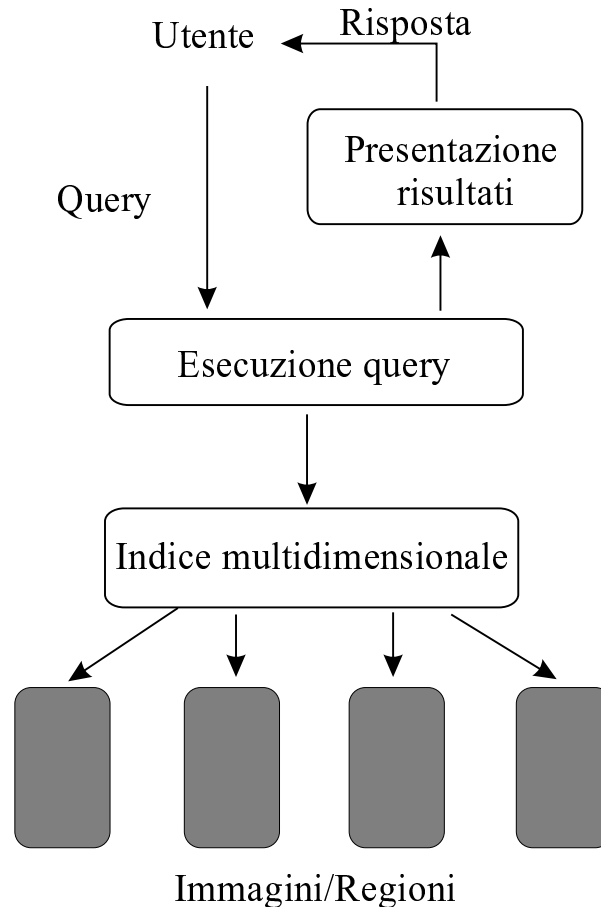 Risposta
Utente
Presentazione
risultati
Query
Esecuzione query
Indice multidimensionale
Immagini/Regioni